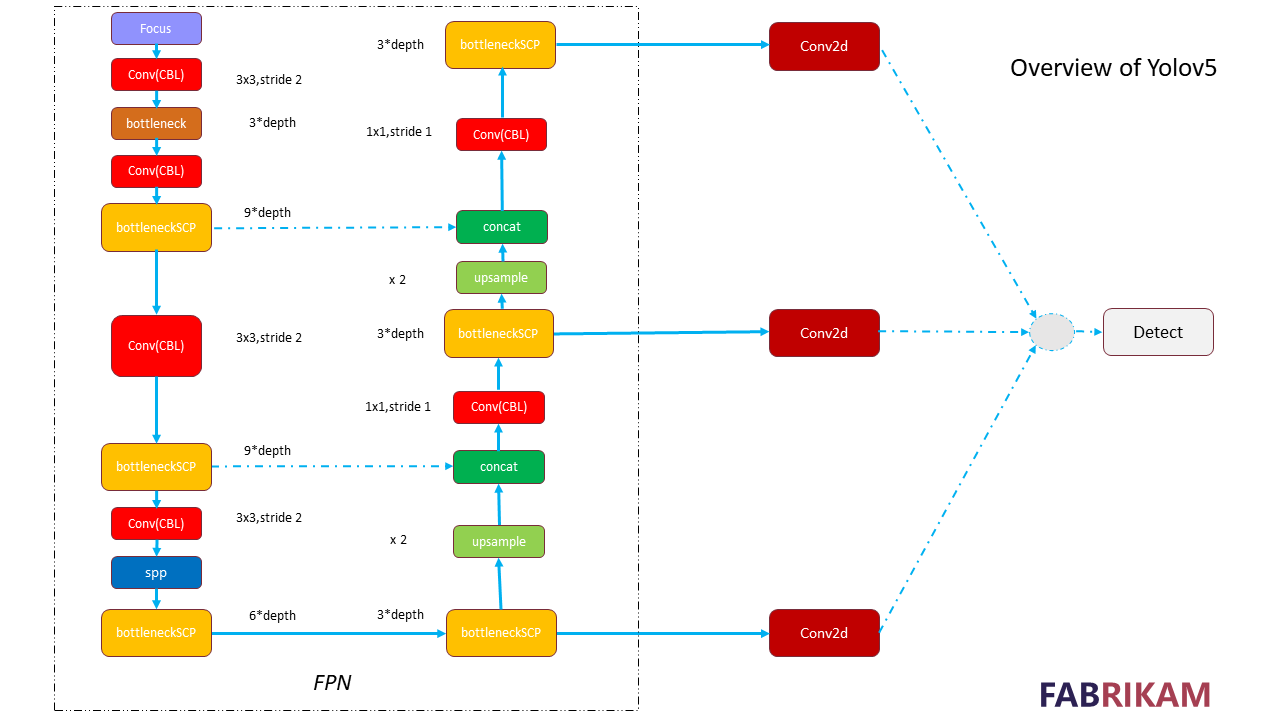 Overview of Yolov5
Focus
Conv(CBL)
3x3,stride 2
bottleneck
3*depth
Conv(CBL)
bottleneckSCP
9*depth
Conv(CBL)
3x3,stride 2
bottleneckSCP
9*depth
Conv(CBL)
3x3,stride 2
spp
bottleneckSCP
6*depth
3*depth
bottleneckSCP
1x1,stride 1
Conv(CBL)
concat
x 2
upsample
3*depth
bottleneckSCP
1x1,stride 1
Conv(CBL)
concat
x 2
upsample
3*depth
bottleneckSCP
Conv2d
Conv2d
Conv2d
Detect
FPN
FABRIKAM